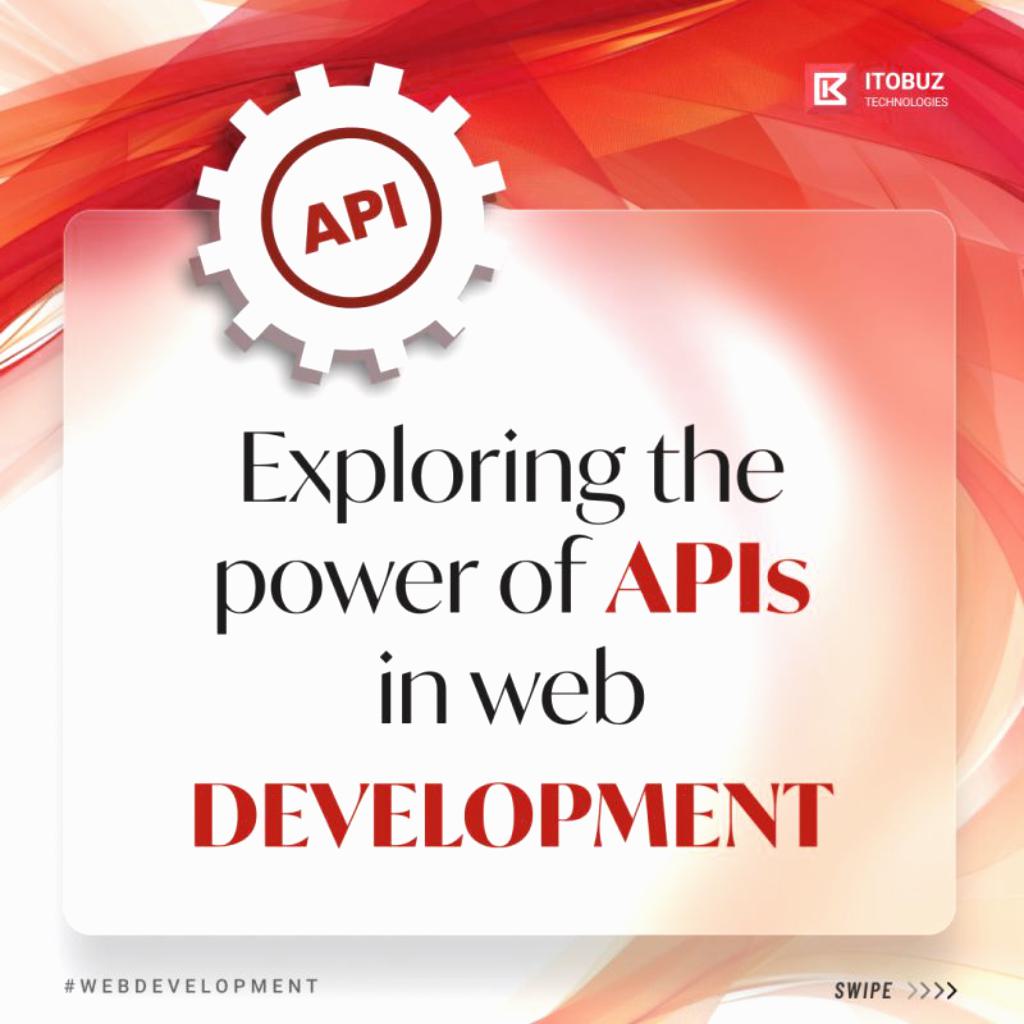 ITOBUZ
TECHNOLOGIES
API
Exploring the
power of APIs
in web
DEVELOPMENT
#WEBDEVELOPMENT
SWIPE >>>>